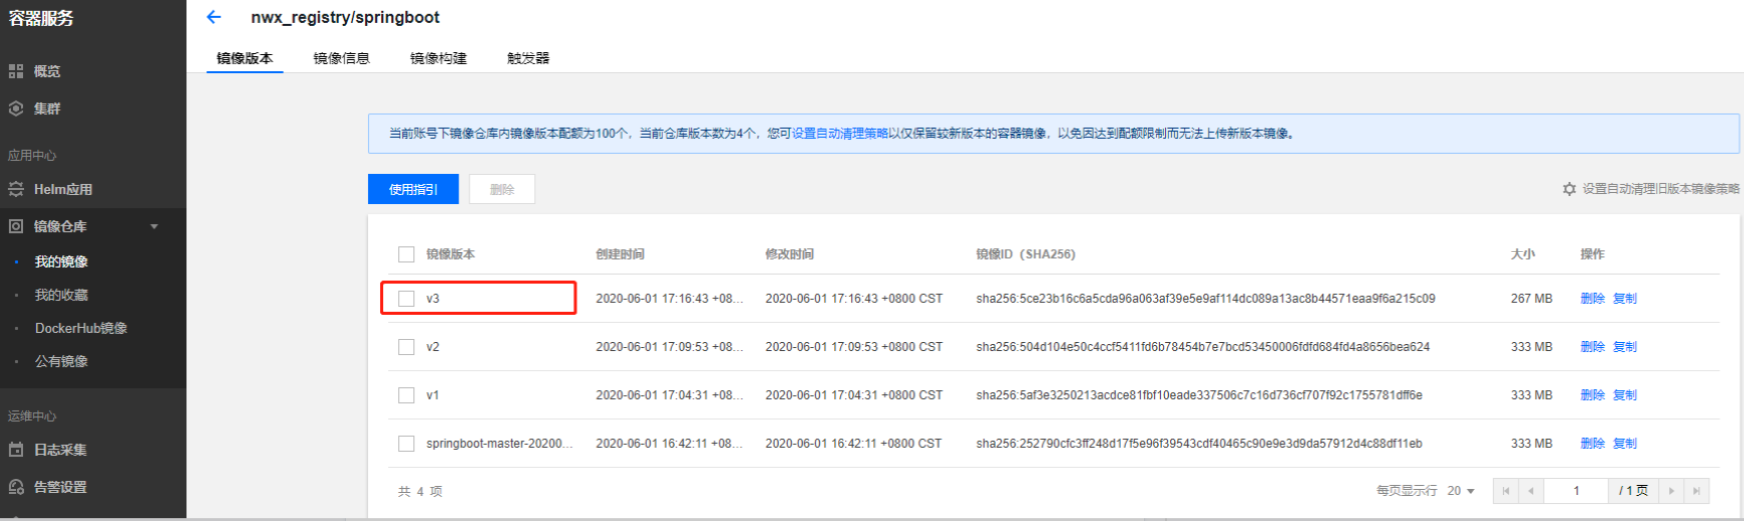 容器服务
nwx_registry/springboot
镜像版本 镜像信息 镜像构建 触发器
概览
集群
应用中心
Helm应用
镜像仓库
我的镜像
我的收藏
DockerHub镜像
公有镜像
运维中心
日志采集
告警设置
当前账号下镜像仓库内镜像版本配额为100个，当前仓库版本数为4个，您可设置自动清理策略以仅保留较新版本的容器镜像，以免因达到配额限制而无法上传新版本镜像。
使用指引 删除 设置自动清理旧版本镜像策略
镜像版本 创建时间 修改时间 镜像ID（SHA256) 大小 操作
v3 2020-06-01 17:16:43 +08... 2020-06-01 17:16:43 +0800 CST sha256:5ce23b16c6a5cda96a063af39e5e9af114dc089a13ac8b44571eaa9f6a215c09 267 MB 删除 复制
v2 2020-06-01 17:09:53 +08... 2020-06-01 17:09:53 +0800 CST sha256:504d104e50c4ccf5411fd6b78454b7e7bcd53450006fdfd684fd4a8656bea624 333 MB 删除 复制
v1 2020-06-01 17:04:31 +08... 2020-06-01 17:04:31 +0800 CST sha256:5af3e3250213acdce81fbf10eade337506c7c16d736cf707f92c1755781dff6e 333 MB 删除 复制
springboot-master-20200... 2020-06-01 16:42:11 +08... 2020-06-01 16:42:11 +0800 CST sha256:252790cfc3ff248d17f5e96f39543cdf40465c90e9e3d9da57912d4c88df11eb 333 MB 删除 复制
共 4 项 每页显示行 20 1 / 1 页